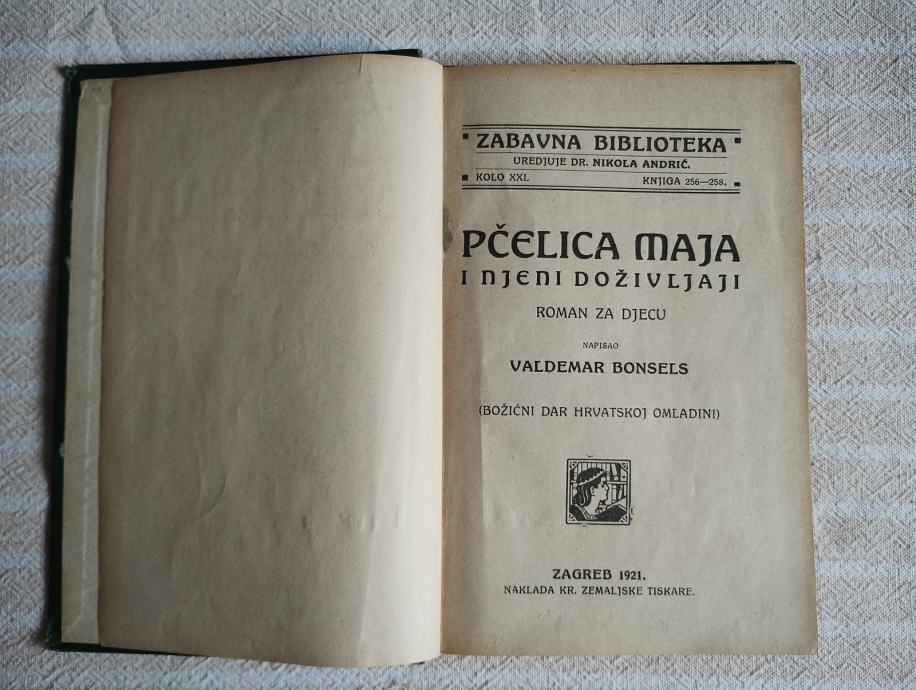 ZABAVNA BIBLIOTEKA
UREDJUJE DR. NIKOLA ANDRIĆ.
KOLO XXI. KNJIGA 256—258.
PČELICA MAJA
I NJENI DOŽIVLJAJI
ROMAN ZA DJECU
NAPISAO
VALDEMAR BONSELS
(BOŽIĆNI DAR HRVATSKOJ OMLADINI)
ZAGREB 1921.
NAKLADA KR. ZEMALJSKE TISKARE.